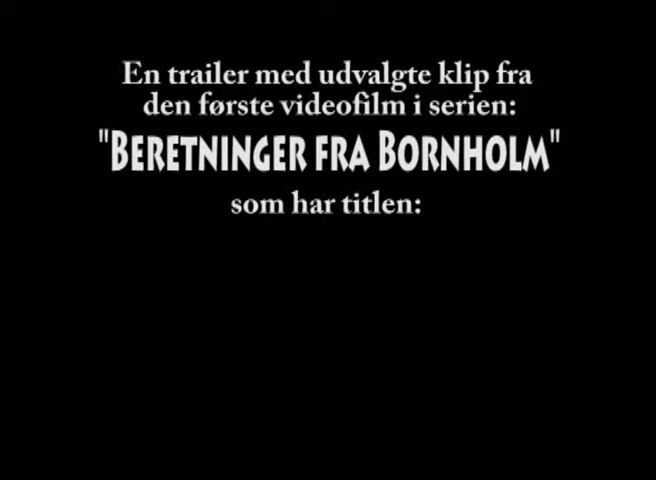 En trailer med udvalgte klip fra
den første videofilm i serien:
"BERETNINGER FRA BORNHOLM"
som har titlen: